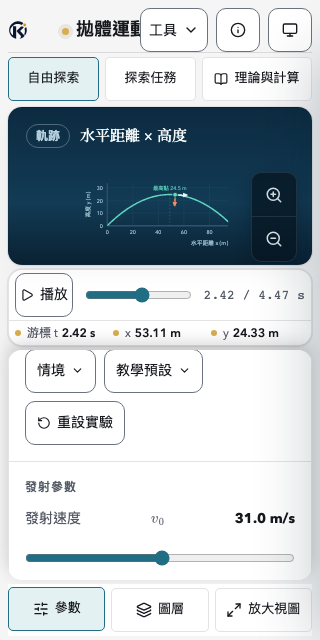 拋體運動
工具
自由探索
探索任務
理論與計算
軌跡
水平距離 × 高度
最高點 24.5 m
高度 y (m)
30
20
10
0
0
20
40
60
80
水平距離 x (m)
播放
2.42 / 4.47 s
游標 t 2.42 s
x 53.11 m
y 24.33 m
情境
教學預設
重設實驗
發射參數
發射速度 v₀ 31.0 m/s
參數
圖層
放大視圖